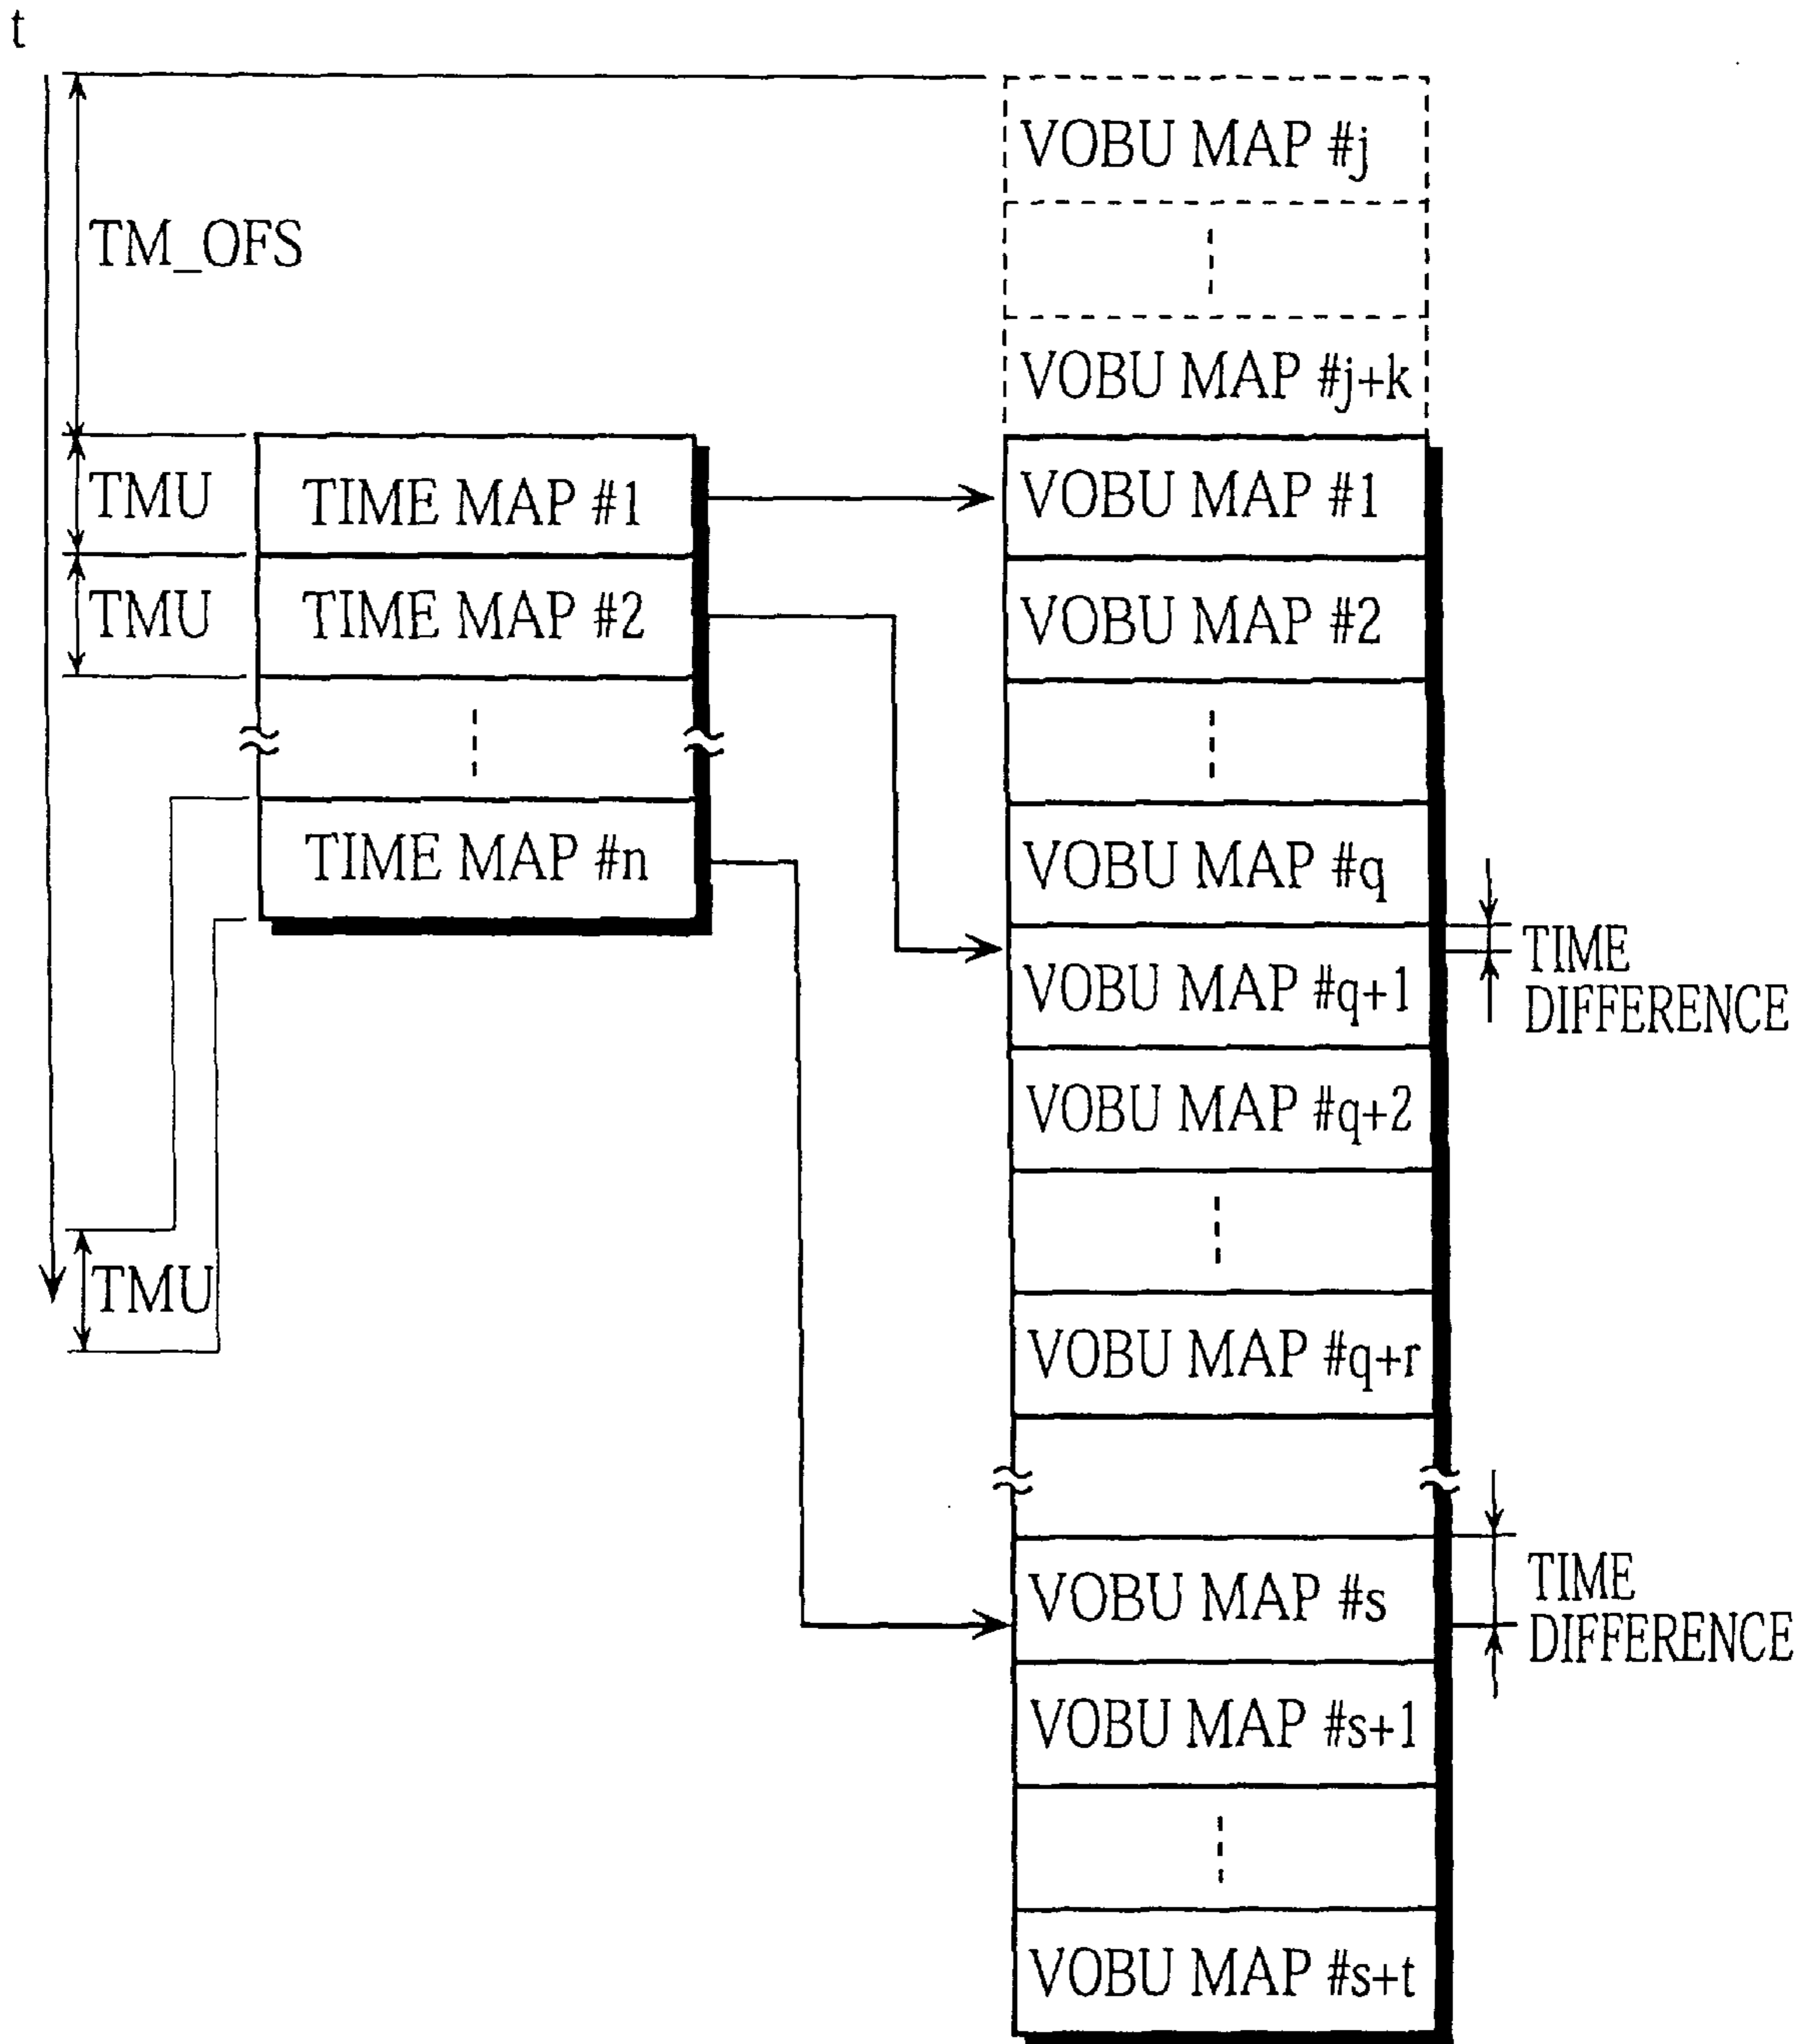 t
VOBU MAP #j
TM_OFS
VOBU MAP #j+k
TMU
TIME MAP #1
VOBU MAP #1
TMU
TIME MAP #2
VOBU MAP #2
TIME MAP #n
VOBU MAP #q
TIME
DIFFERENCE
VOBU MAP #q+1
VOBU MAP #q+2
TMU
VOBU MAP #q+r
VOBU MAP #s
TIME
DIFFERENCE
VOBU MAP #s+1
VOBU MAP #s+t